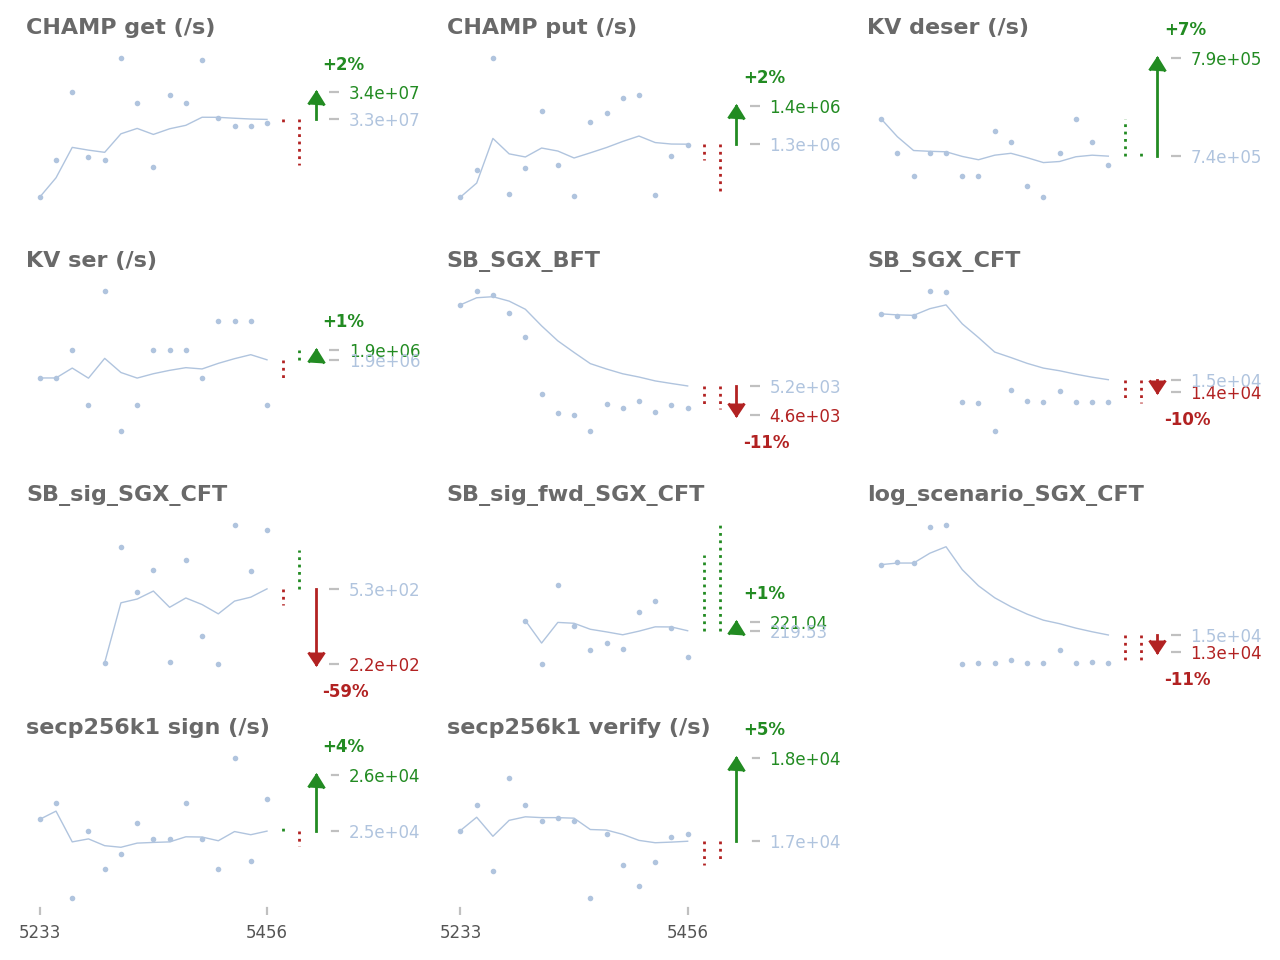 CHAMP get (/s)
+2%
3.4e+07
3.3e+07
CHAMP put (/s)
+2%
1.4e+06
1.3e+06
KV deser (/s)
+7%
7.9e+05
7.4e+05
KV ser (/s)
+1%
1.9e+06
1.9e+06
SB_SGX_BFT
5.2e+03
4.6e+03
-11%
SB_SGX_CFT
1.5e+04
1.4e+04
-10%
SB_sig_SGX_CFT
5.3e+02
2.2e+02
-59%
SB_sig_fwd_SGX_CFT
+1%
221.04
219.53
log_scenario_SGX_CFT
1.5e+04
1.3e+04
-11%
secp256k1 sign (/s)
+4%
2.6e+04
2.5e+04
5233
5456
secp256k1 verify (/s)
+5%
1.8e+04
1.7e+04
5233
5456